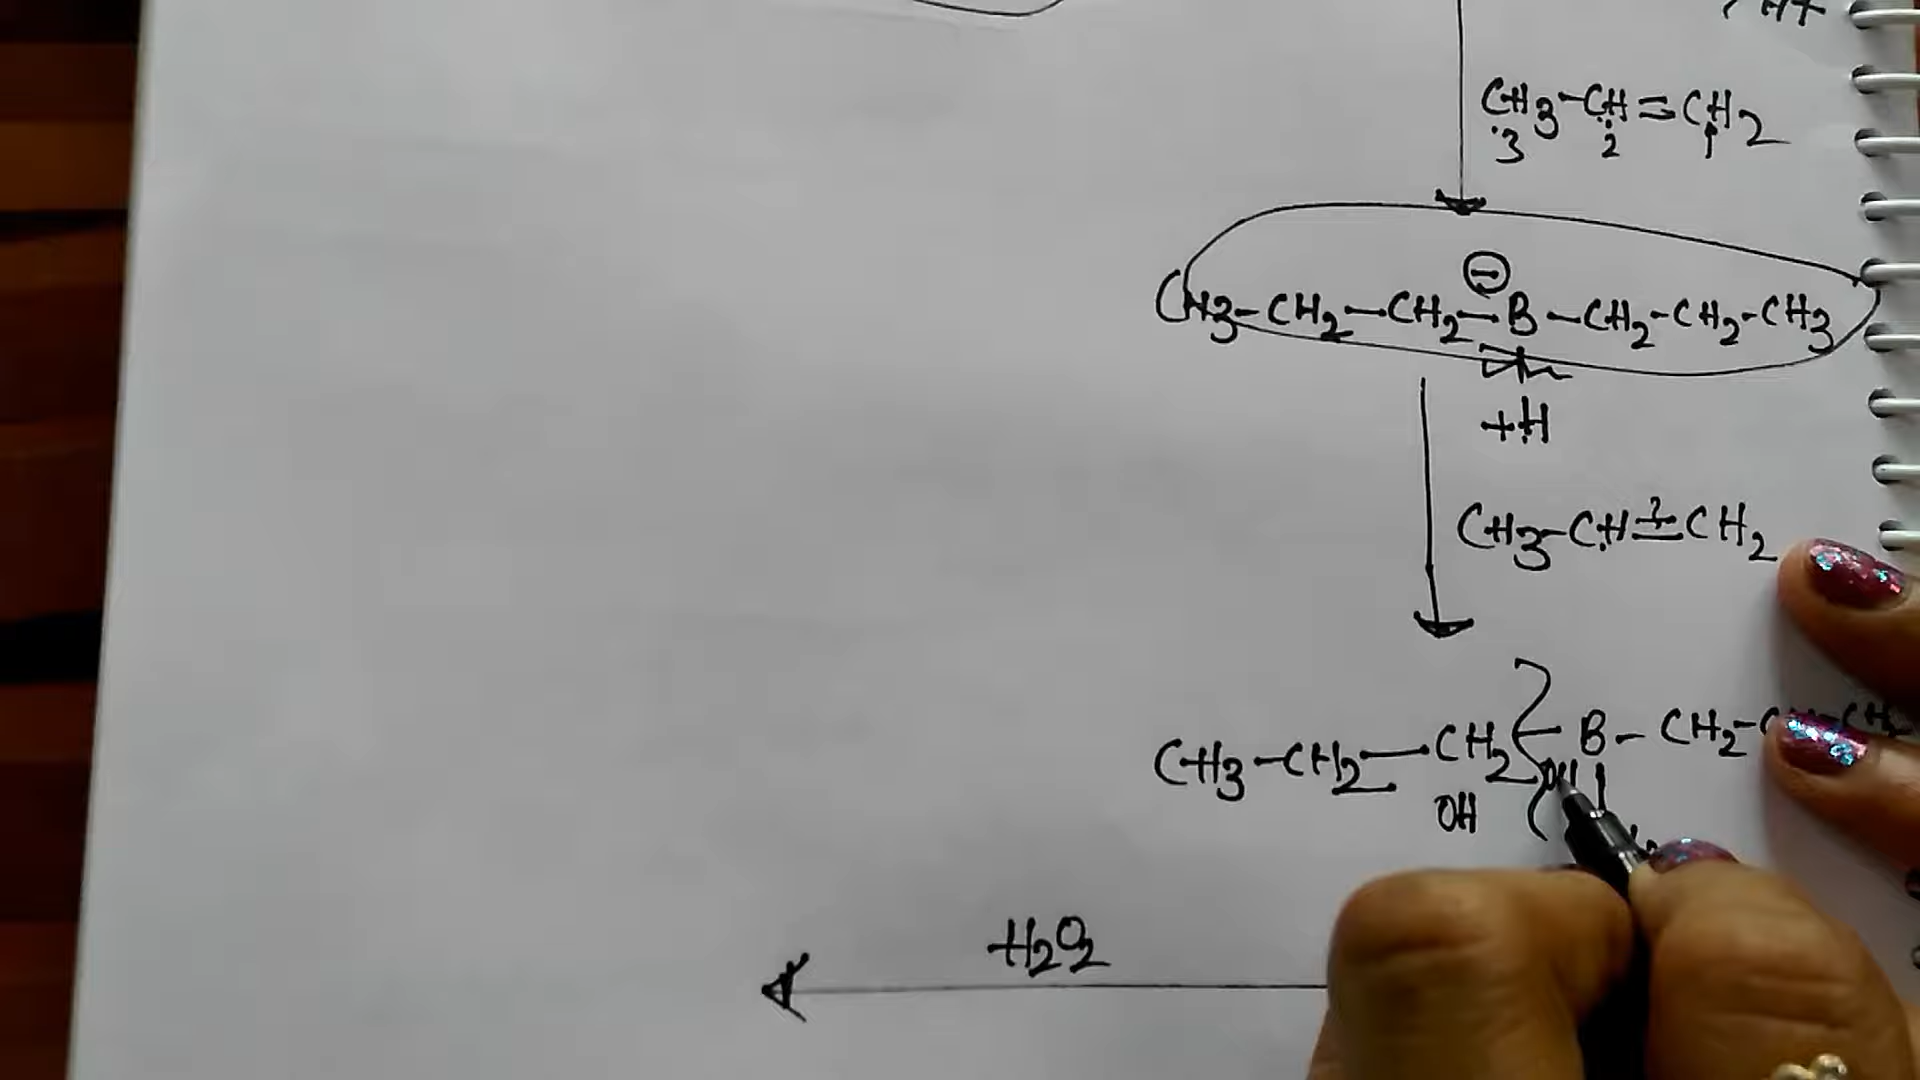 H+
CH3-CH=CH2
3 2 1
⊖
CH3-CH2-CH2-B-CH2-CH2-CH3
+H
CH3-CH=CH2
CH3-CH2-CH2-B-CH2-
OH OH
H2O2